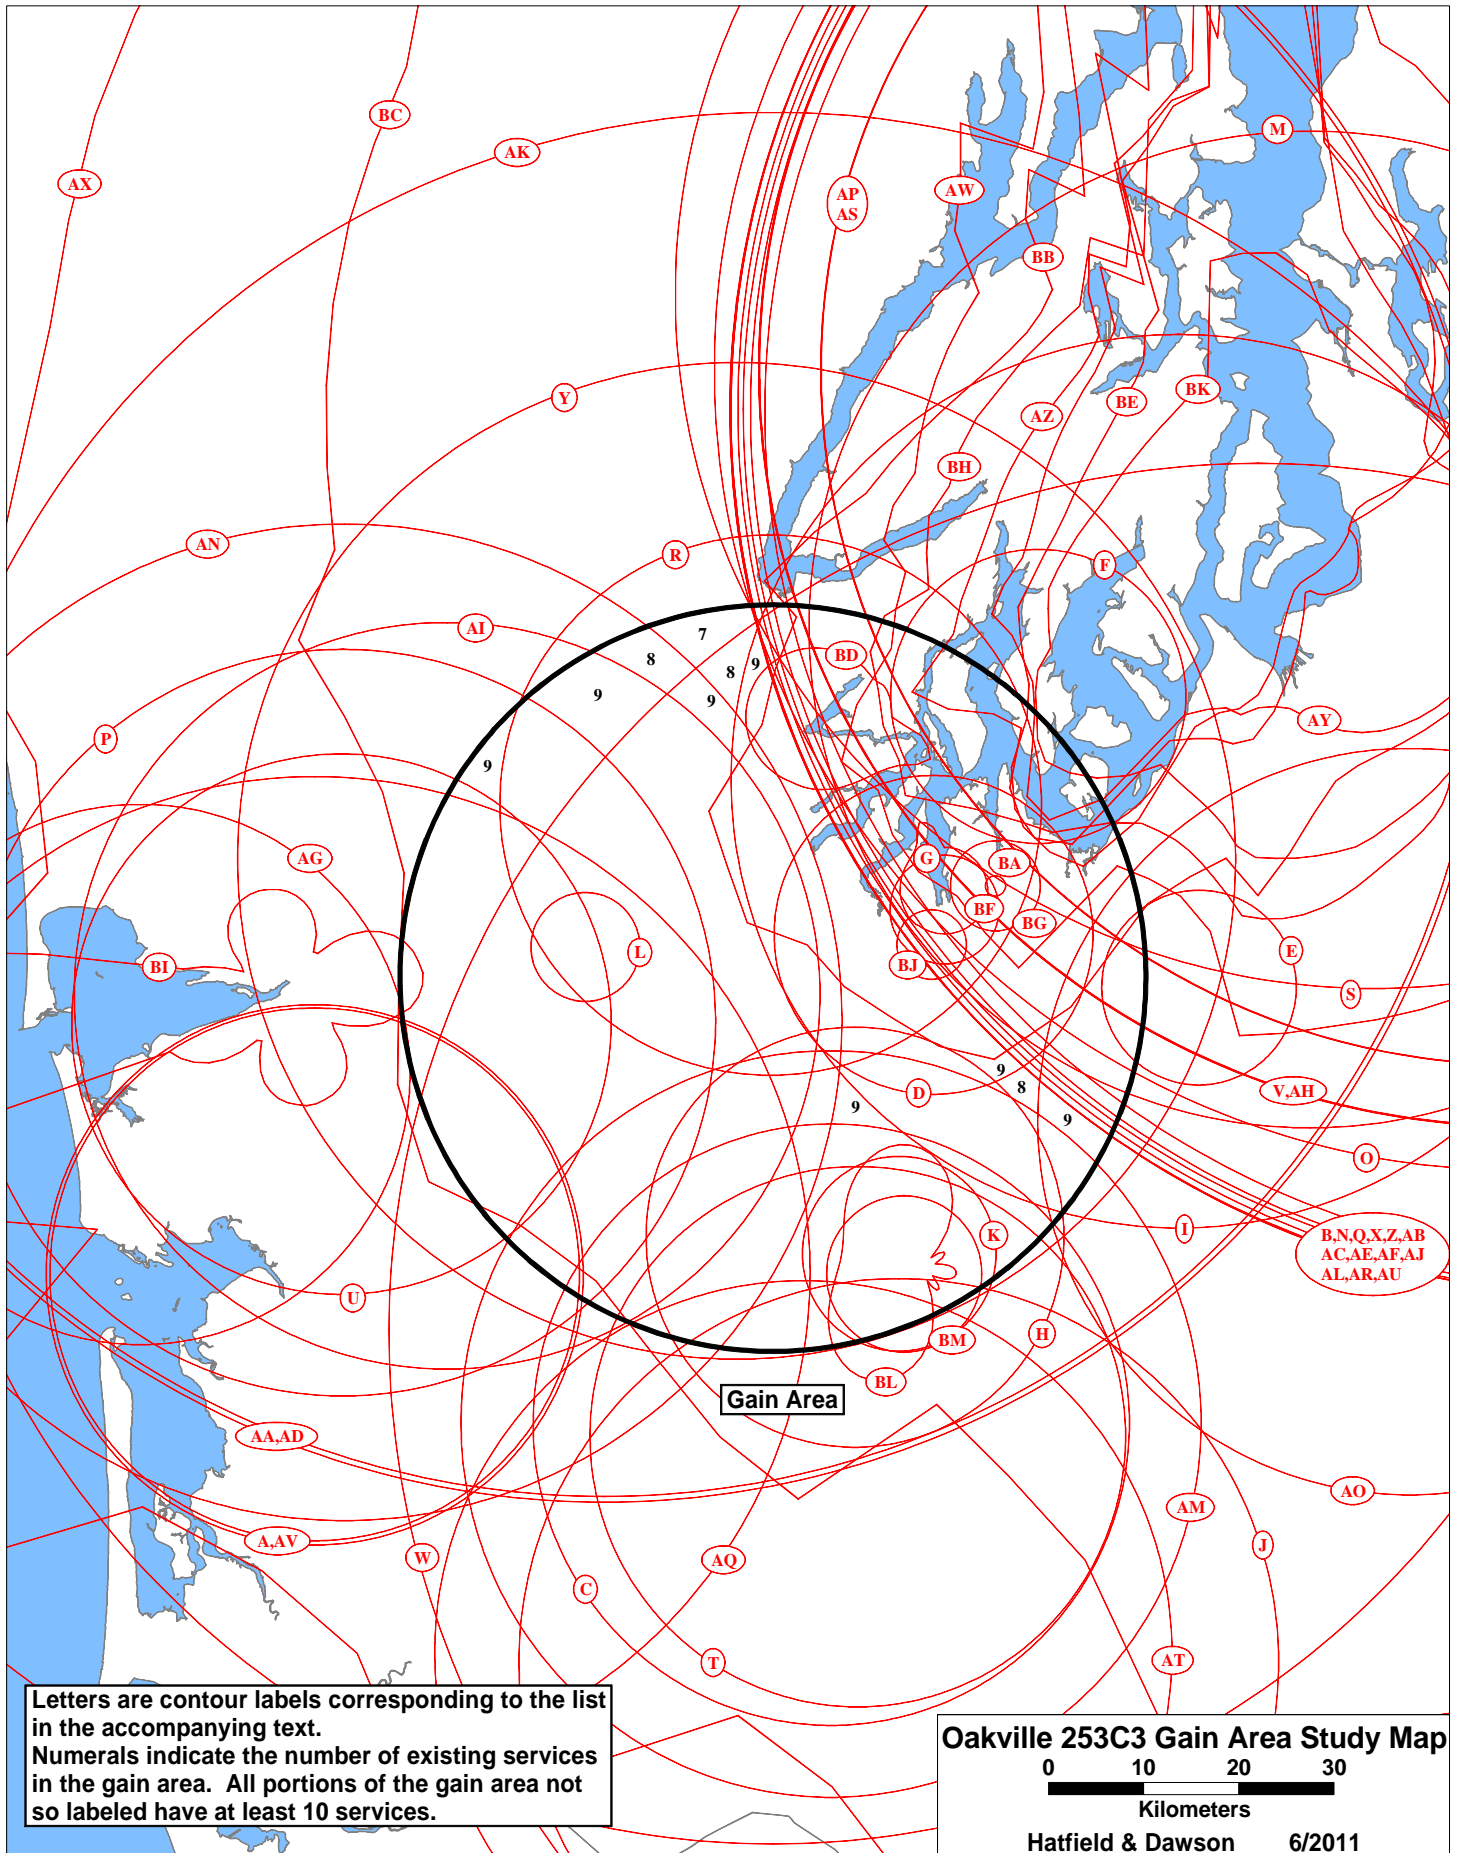 BC
M
AK
AX
AP
AS
AW
BB
BK
Y
BE
AZ
BH
AN
R
F
AI
7
BD
8
9
8
9
9
AY
P
9
AG
G
BA
BF
BG
L
E
BJ
BI
S
9
8
V,AH
D
9
9
O
I
B,N,Q,X,Z,AB
AC,AE,AF,AJ
AL,AR,AU
K
U
H
BM
BL
Gain Area
AA,AD
AO
AM
A,AV
J
W
AQ
C
T
AT
Letters are contour labels corresponding to the list
in the accompanying text.
Numerals indicate the number of existing services
in the gain area. All portions of the gain area not
so labeled have at least 10 services.
Oakville 253C3 Gain Area Study Map
0 10 20 30
Kilometers
Hatfield & Dawson 6/2011